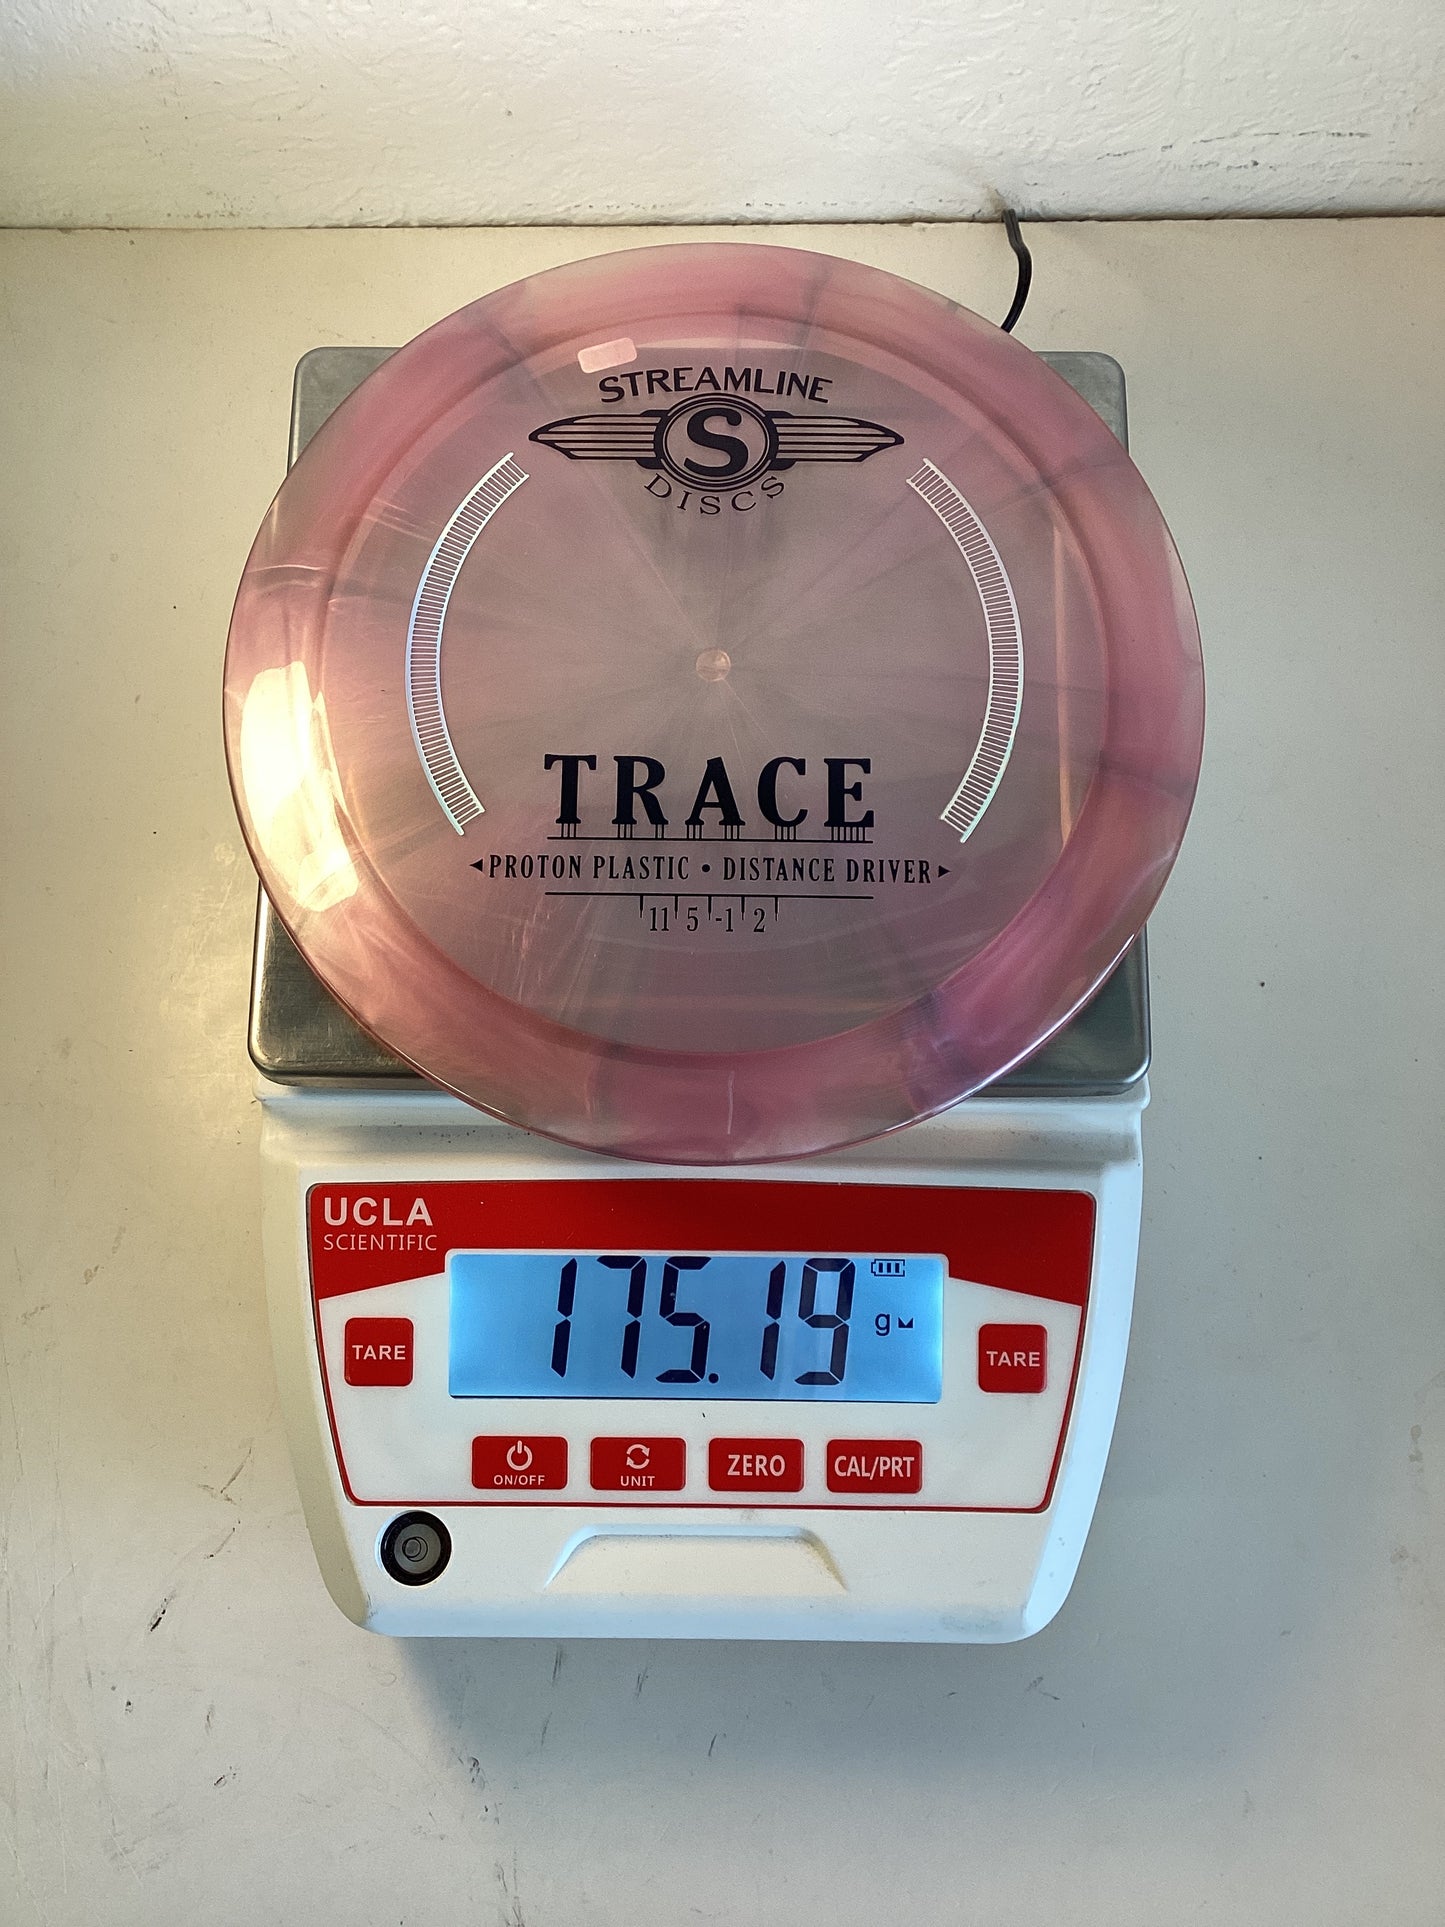 STREAMLINE
S
DISCS
TRACE
PROTON PLASTIC • DISTANCE DRIVER
11 5 -1 2
UCLA
SCIENTIFIC
175.19 g
TARE
TARE
ON/OFF
UNIT
ZERO
CAL/PRT